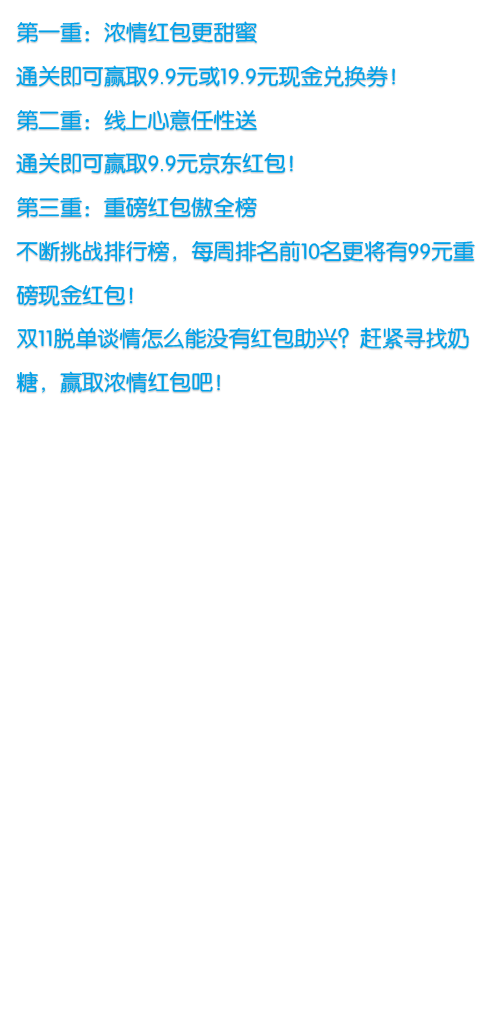 第一重：浓情红包更甜蜜
通关即可赢取9.9元或19.9元现金兑换券！
第二重：线上心意任性送
通关即可赢取9.9元京东红包！
第三重：重磅红包傲全榜
不断挑战排行榜，每周排名前10名更将有99元重
磅现金红包！
双11脱单谈情怎么能没有红包助兴？赶紧寻找奶
糖，赢取浓情红包吧！